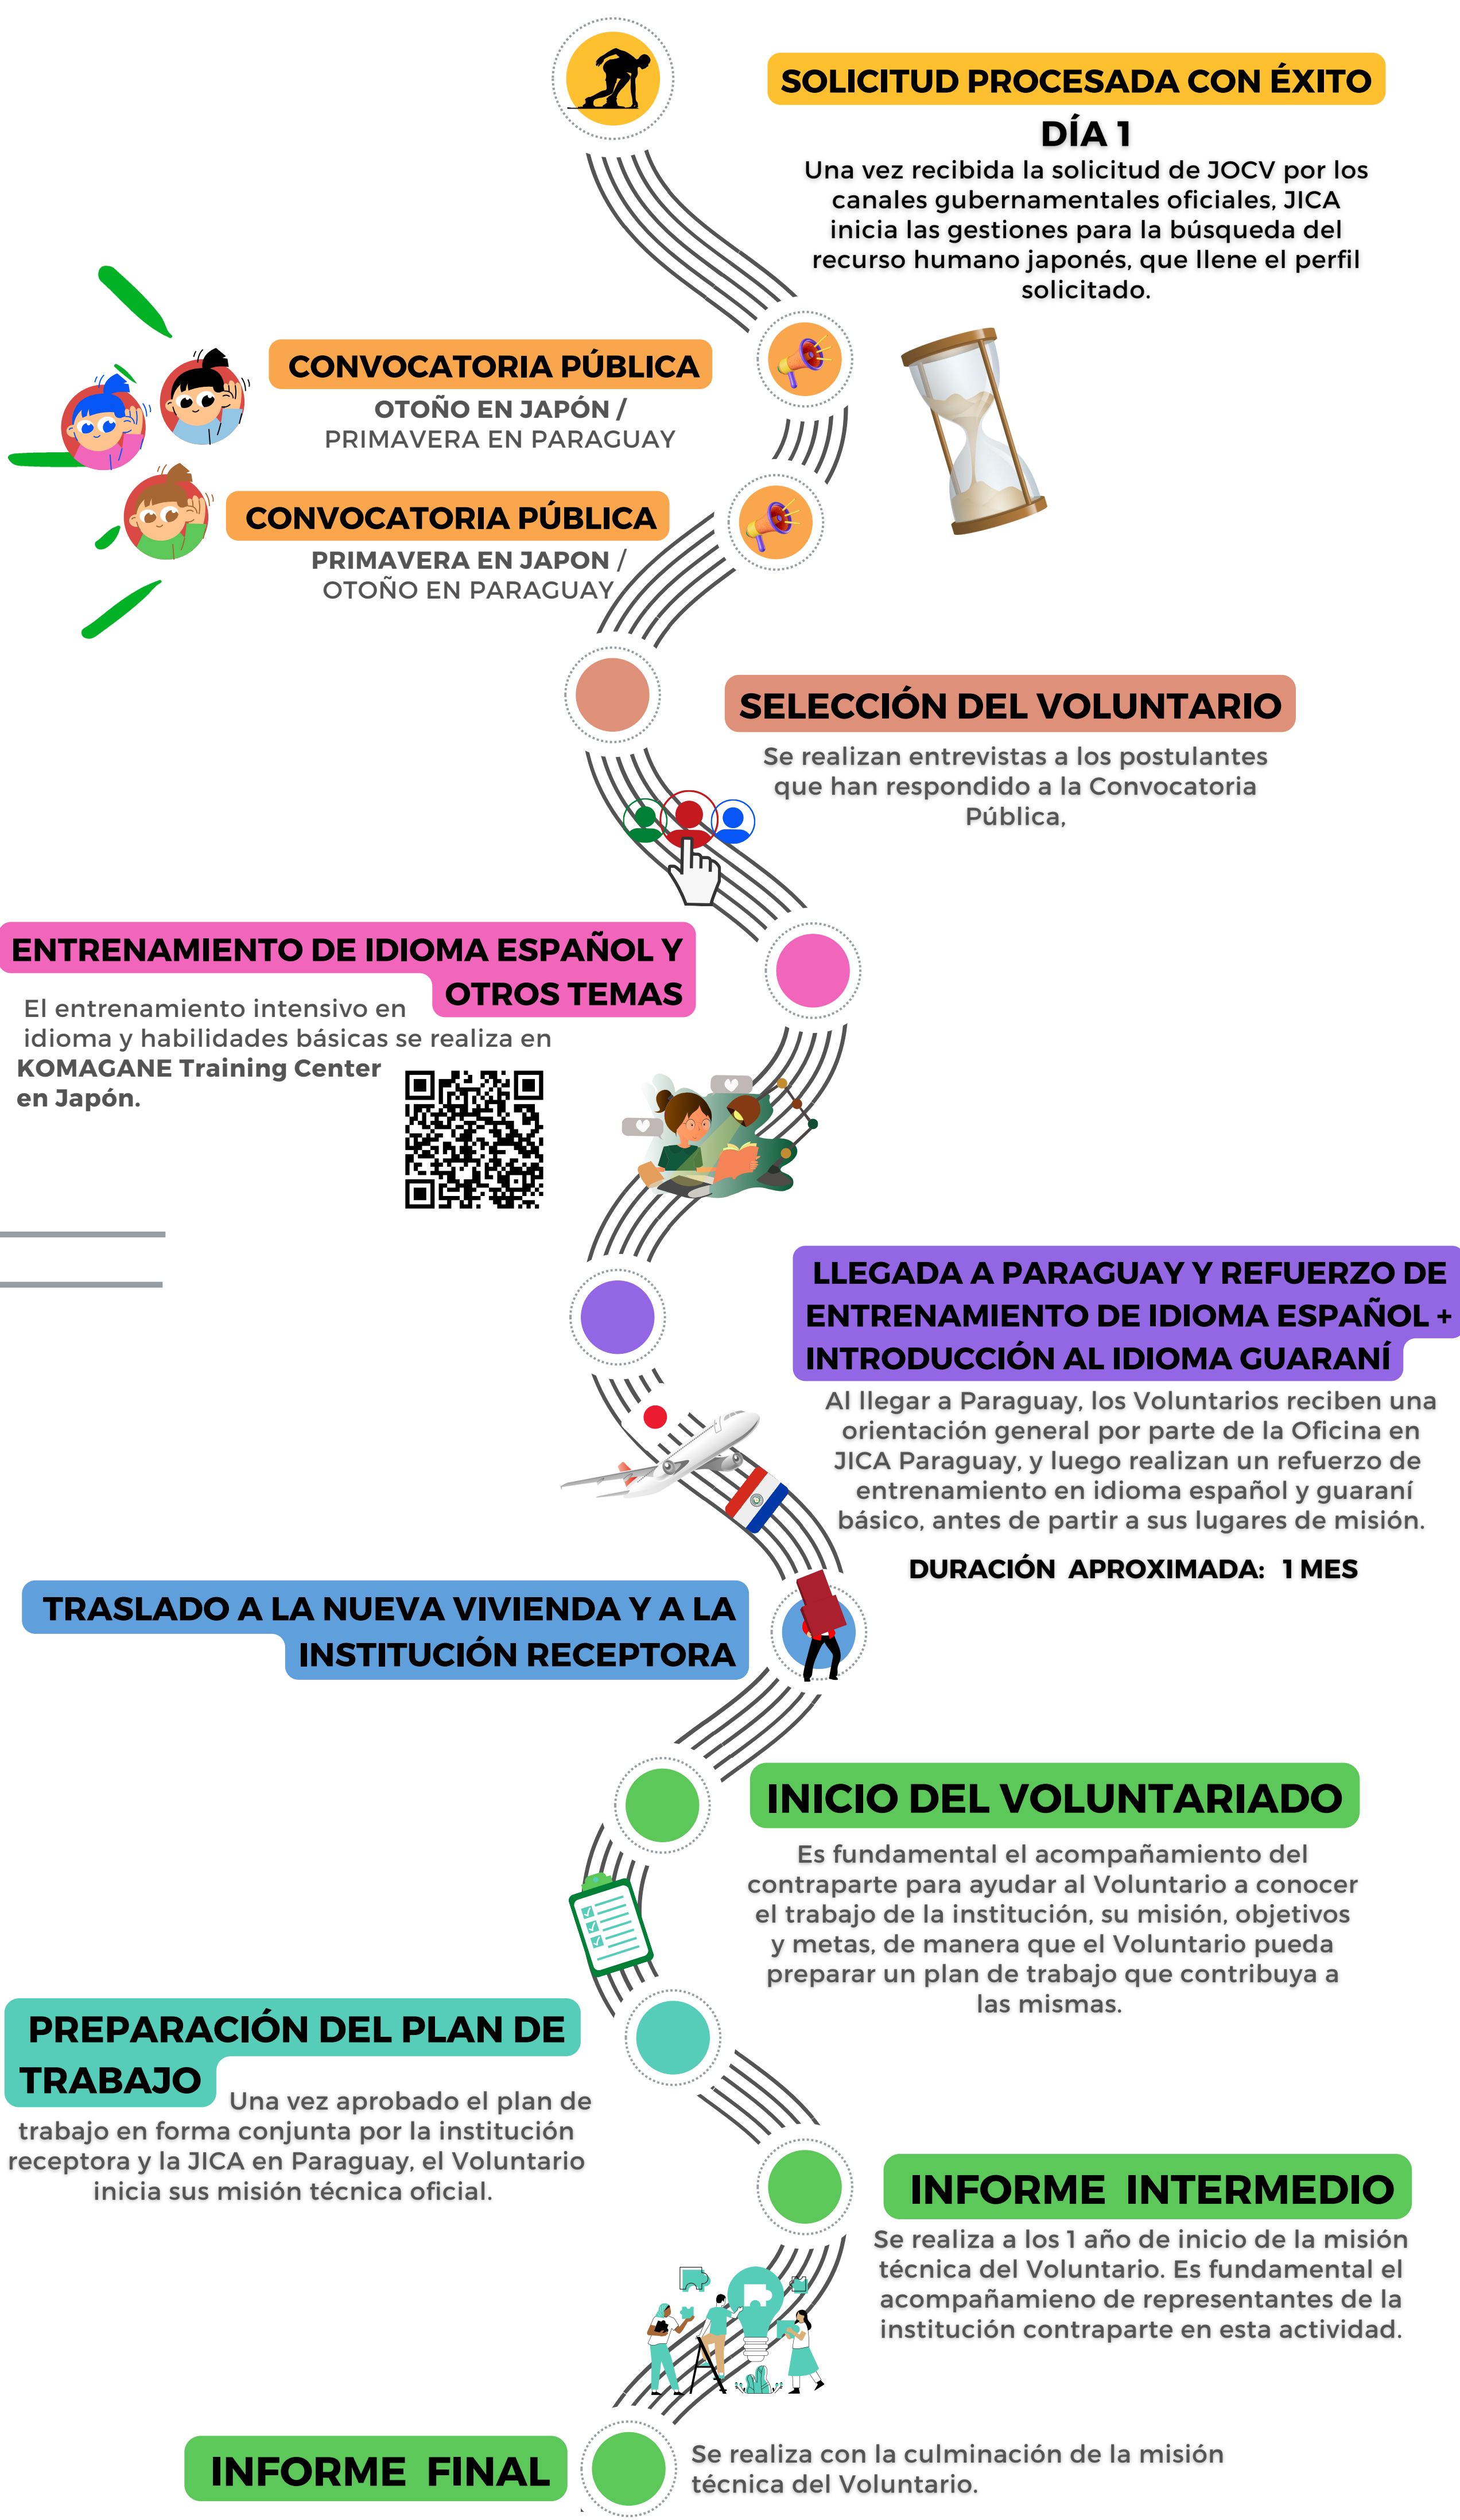 SOLICITUD PROCESADA CON ÉXITO
DÍA 1
Una vez recibida la solicitud de JOCV por los
canales gubernamentales oficiales, JICA
inicia las gestiones para la búsqueda del
recurso humano japonés, que llene el perfil
solicitado.
CONVOCATORIA PÚBLICA
OTOÑO EN JAPÓN /
PRIMAVERA EN PARAGUAY
CONVOCATORIA PÚBLICA
PRIMAVERA EN JAPON /
OTOÑO EN PARAGUAY
SELECCIÓN DEL VOLUNTARIO
Se realizan entrevistas a los postulantes
que han respondido a la Convocatoria
Pública,
ENTRENAMIENTO DE IDIOMA ESPAÑOL Y
OTROS TEMAS
El entrenamiento intensivo en
idioma y habilidades básicas se realiza en
KOMAGANE Training Center
en Japón.
LLEGADA A PARAGUAY Y REFUERZO DE
ENTRENAMIENTO DE IDIOMA ESPAÑOL +
INTRODUCCIÓN AL IDIOMA GUARANÍ
Al llegar a Paraguay, los Voluntarios reciben una
orientación general por parte de la Oficina en
JICA Paraguay, y luego realizan un refuerzo de
entrenamiento en idioma español y guaraní
básico, antes de partir a sus lugares de misión.
DURACIÓN APROXIMADA: 1 MES
TRASLADO A LA NUEVA VIVIENDA Y A LA
INSTITUCIÓN RECEPTORA
INICIO DEL VOLUNTARIADO
Es fundamental el acompañamiento del
contraparte para ayudar al Voluntario a conocer
el trabajo de la institución, su misión, objetivos
y metas, de manera que el Voluntario pueda
preparar un plan de trabajo que contribuya a
las mismas.
PREPARACIÓN DEL PLAN DE
TRABAJO
Una vez aprobado el plan de
trabajo en forma conjunta por la institución
receptora y la JICA en Paraguay, el Voluntario
inicia sus misión técnica oficial.
INFORME INTERMEDIO
Se realiza a los 1 año de inicio de la misión
técnica del Voluntario. Es fundamental el
acompañamieno de representantes de la
institución contraparte en esta actividad.
INFORME FINAL
Se realiza con la culminación de la misión
técnica del Voluntario.